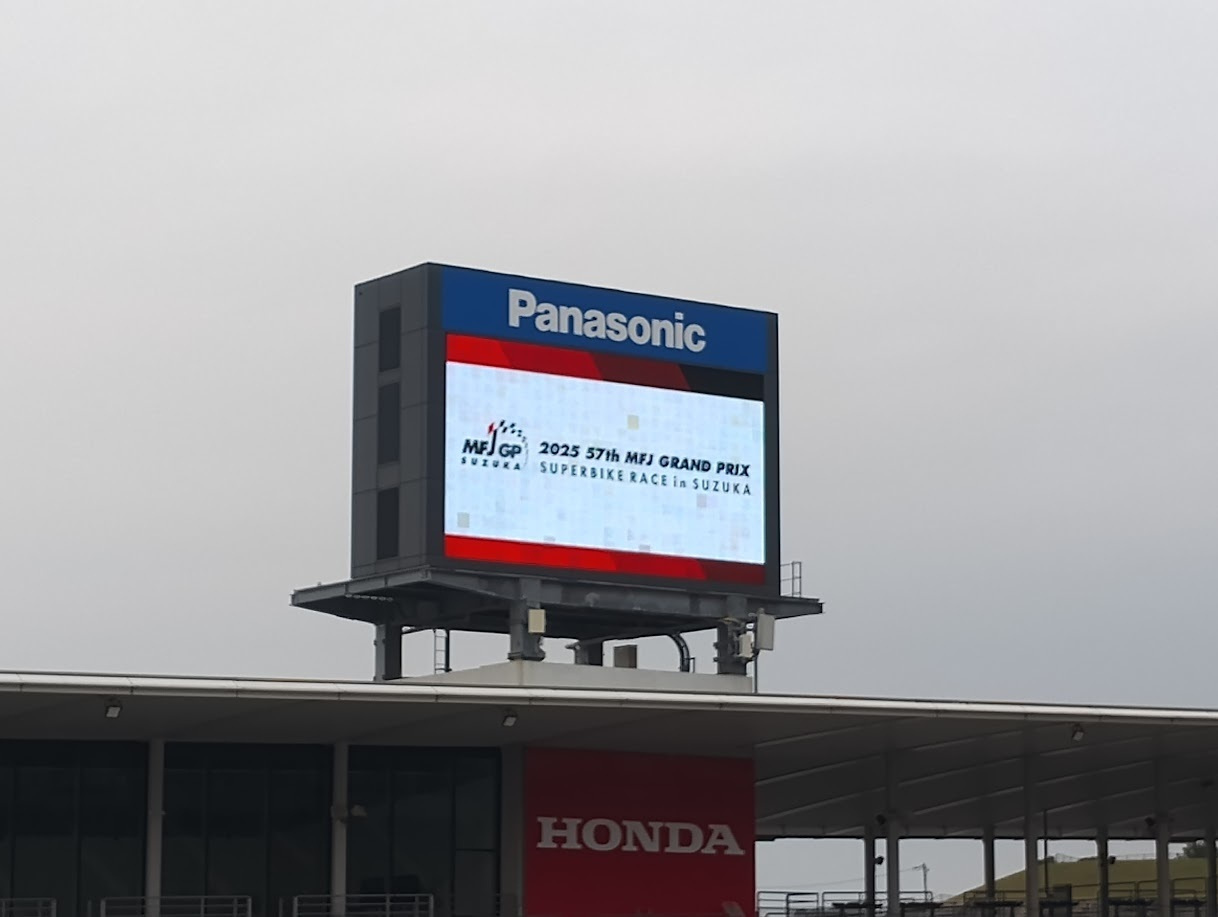 Panasonic
MFJ GP
SUZUKA
2025 57th MFJ GRAND PRIX
SUPERBIKE RACE in SUZUKA
HONDA